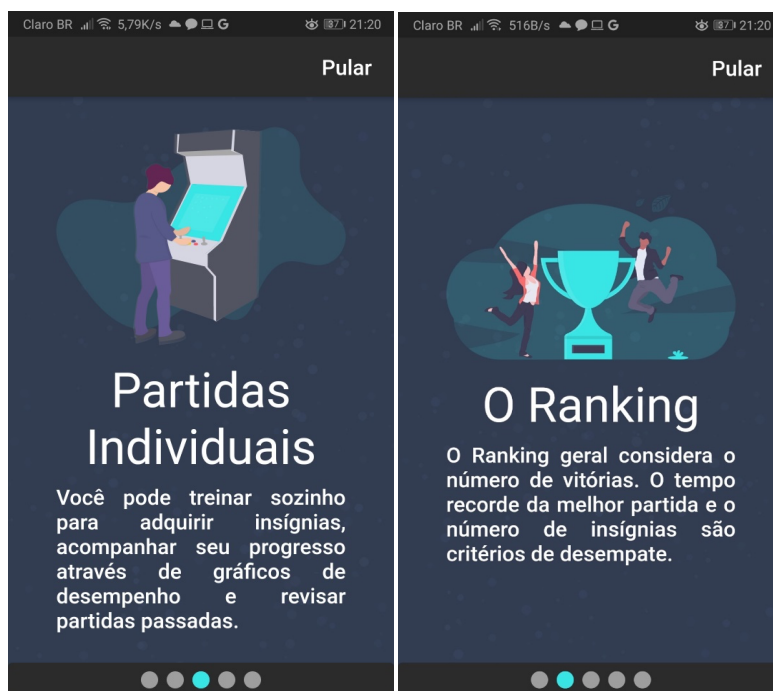 Claro BR 5,79K/s G 37 21:20
Pular
Partidas
Individuais
Você pode treinar sozinho
para adquirir insígnias,
acompanhar seu progresso
através de gráficos de
desempenho e revisar
partidas passadas.
Claro BR 516B/s G 37 21:20
Pular
O Ranking
O Ranking geral considera o
número de vitórias. O tempo
recorde da melhor partida e o
número de insígnias são
critérios de desempate.